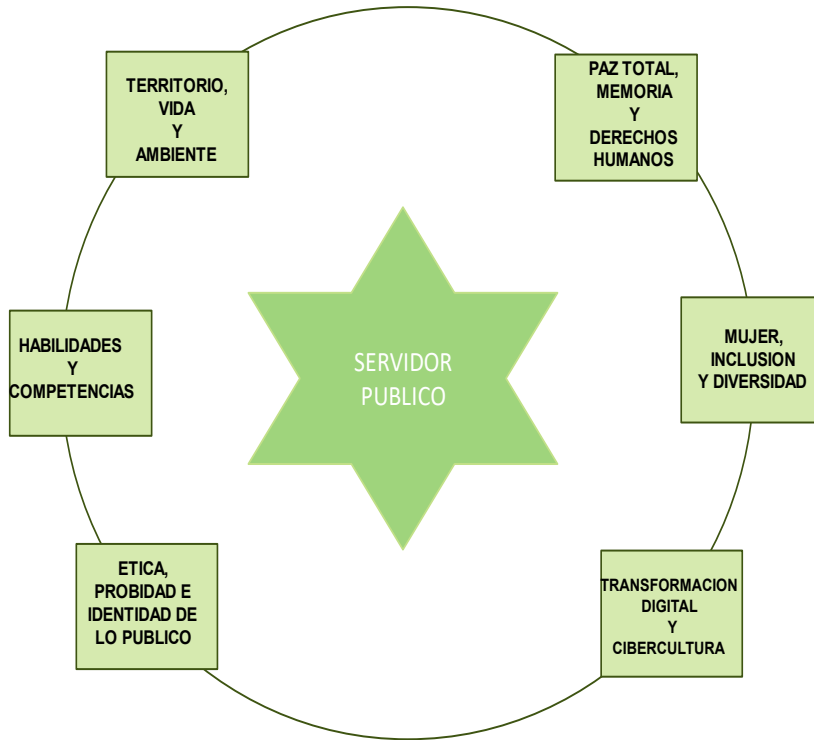 TERRITORIO,
VIDA
Y
AMBIENTE
PAZ TOTAL,
MEMORIA
Y
DERECHOS
HUMANOS
HABILIDADES
Y
COMPETENCIAS
SERVIDOR
PUBLICO
MUJER,
INCLUSION
Y DIVERSIDAD
ETICA,
PROBIDAD E
IDENTIDAD DE
LO PUBLICO
TRANSFORMACION
DIGITAL
Y
CIBERCULTURA